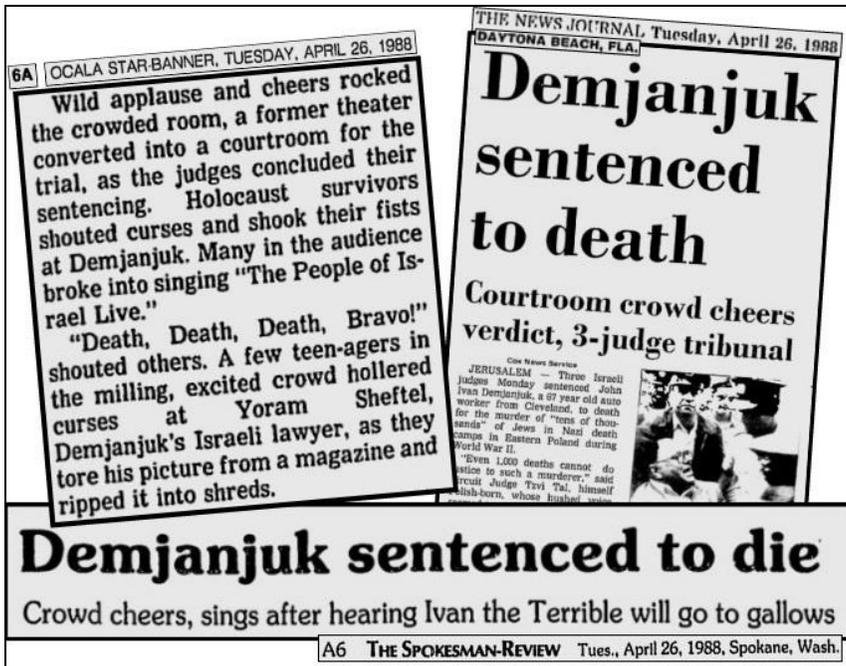 6A OCALA STAR-BANNER, TUESDAY, APRIL 26, 1988
Wild applause and cheers rocked
the crowded room, a former theater
converted into a courtroom for the
trial, as the judges concluded their
sentencing. Holocaust survivors
shouted curses and shook their fists
at Demjanjuk. Many in the audience
broke into singing "The People of Is-
rael Live."
"Death, Death, Death, Bravo!"
shouted others. A few teen-agers in
the milling, excited crowd hollered
curses at Yoram Sheftel,
Demjanjuk's Israeli lawyer, as they
tore his picture from a magazine and
ripped it into shreds.
THE NEWS JOURNAL Tuesday, April 26, 1988
DAYTONA BEACH, FLA.
Demjanjuk
sentenced
to death
Courtroom crowd cheers
verdict, 3-judge tribunal
Cox News Service
JERUSALEM — Three Israeli
judges Monday sentenced John
Ivan Demjanjuk, a 67 year old auto
worker from Cleveland, to death
for the murder of "tens of thou-
sands" of Jews in Nazi death
camps in Eastern Poland during
World War II.
"Even 1,000 deaths cannot do
stice to such a murderer," said
ircuit Judge Tzvi Tal, himself
olish-born, whose hushed voice
Demjanjuk sentenced to die
Crowd cheers, sings after hearing Ivan the Terrible will go to gallows
A6 THE SPOKESMAN-REVIEW Tues., April 26, 1988, Spokane, Wash.